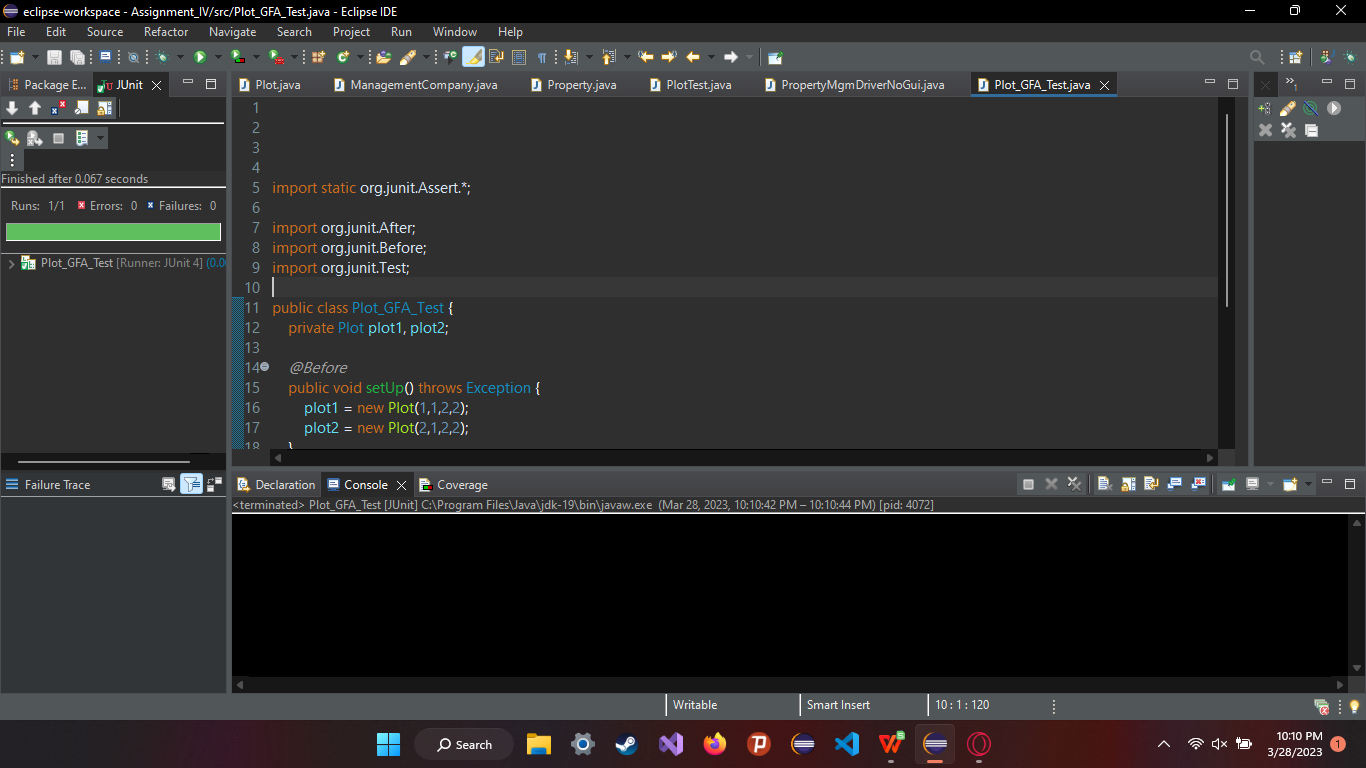 eclipse-workspace - Assignment_IV/src/Plot_GFA_Test.java - Eclipse IDE
File Edit Source Refactor Navigate Search Project Run Window Help
Package E... JUnit
Plot.java ManagementCompany.java Property.java PlotTest.java PropertyMgmDriverNoGui.java Plot_GFA_Test.java
Finished after 0.067 seconds
Runs: 1/1 Errors: 0 Failures: 0
Plot_GFA_Test [Runner: JUnit 4] (0.00
1
2
3
4
5 import static org.junit.Assert.*;
6
7 import org.junit.After;
8 import org.junit.Before;
9 import org.junit.Test;
10
11 public class Plot_GFA_Test {
12 private Plot plot1, plot2;
13
14 @Before
15 public void setUp() throws Exception {
16 plot1 = new Plot(1,1,2,2);
17 plot2 = new Plot(2,1,2,2);
18 }
Failure Trace
Declaration Console Coverage
<terminated> Plot_GFA_Test [JUnit] C:\Program Files\Java\jdk-19\bin\javaw.exe (Mar 28, 2023, 10:10:42 PM – 10:10:44 PM) [pid: 4072]
Writable Smart Insert 10 : 1 : 120
Search
10:10 PM
3/28/2023
1